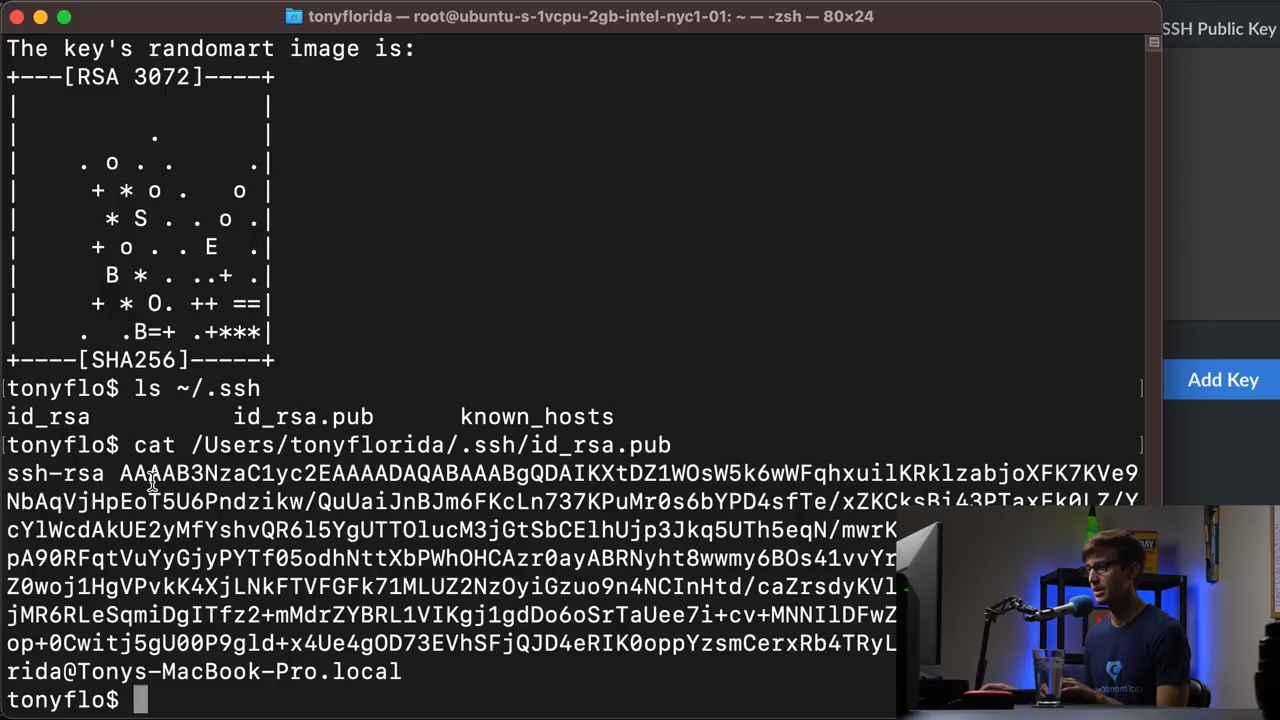 tonyflorida — root@ubuntu-s-1vcpu-2gb-intel-nyc1-01: ~ — -zsh — 80×24
SSH Public Key
The key's randomart image is:
+---[RSA 3072]----+
|                 |
|          .      |
|     . o . .     .|
|      + * o .   o |
|       * S . . o .|
|      + o . . E  .|
|       B * . ..+ .|
|      + * O. ++ ==|
|     .  .B=+ .+***|
+----[SHA256]-----+
Add Key
tonyflo$ ls ~/.ssh
id_rsa id_rsa.pub known_hosts
tonyflo$ cat /Users/tonyflorida/.ssh/id_rsa.pub
ssh-rsa AAAAB3NzaC1yc2EAAAADAQABAAABgQDAIKXtDZ1WOsW5k6wWFqhxuilKRklzabjoXFK7KVe9
NbAqVjHpEoT5U6Pndzikw/QuUaiJnBJm6FKcLn737KPuMr0s6bYPD4sfTe/xZKCksBi43PTaxFk0LZ/Y
cYlWcdAkUE2yMfYshvQR6l5YgUTTOlucM3jGtSbCElhUjp3Jkq5UTh5eqN/mwrK
pA90RFqtVuYyGjyPYTf05odhNttXbPWhOHCAzr0ayABRNyht8wwmy6BOs41vvYr
Z0woj1HgVPvkK4XjLNkFTVFGFk71MLUZ2NzOyiGzuo9n4NCInHtd/caZrsdyKVl
jMR6RLeSqmiDgITfz2+mMdrZYBRL1VIKgj1gdDo6oSrTaUee7i+cv+MNNIlDFwZ
op+0Cwitj5gU00P9gld+x4Ue4gOD73EVhSFjQJD4eRIK0oppYzsmCerxRb4TRyL
rida@Tonys-MacBook-Pro.local
tonyflo$